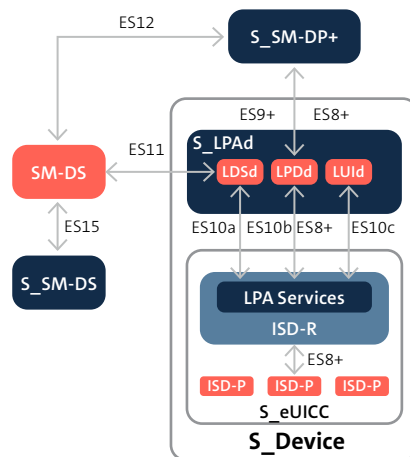 ES12
S_SM-DP+
ES9+ ES8+
S_LPAd
ES11
SM-DS
LDSd LPDd LUId
ES15
ES10a ES10b ES8+ ES10c
S_SM-DS
LPA Services
ISD-R
ES8+
ISD-P ISD-P ISD-P
S_eUICC
S_Device